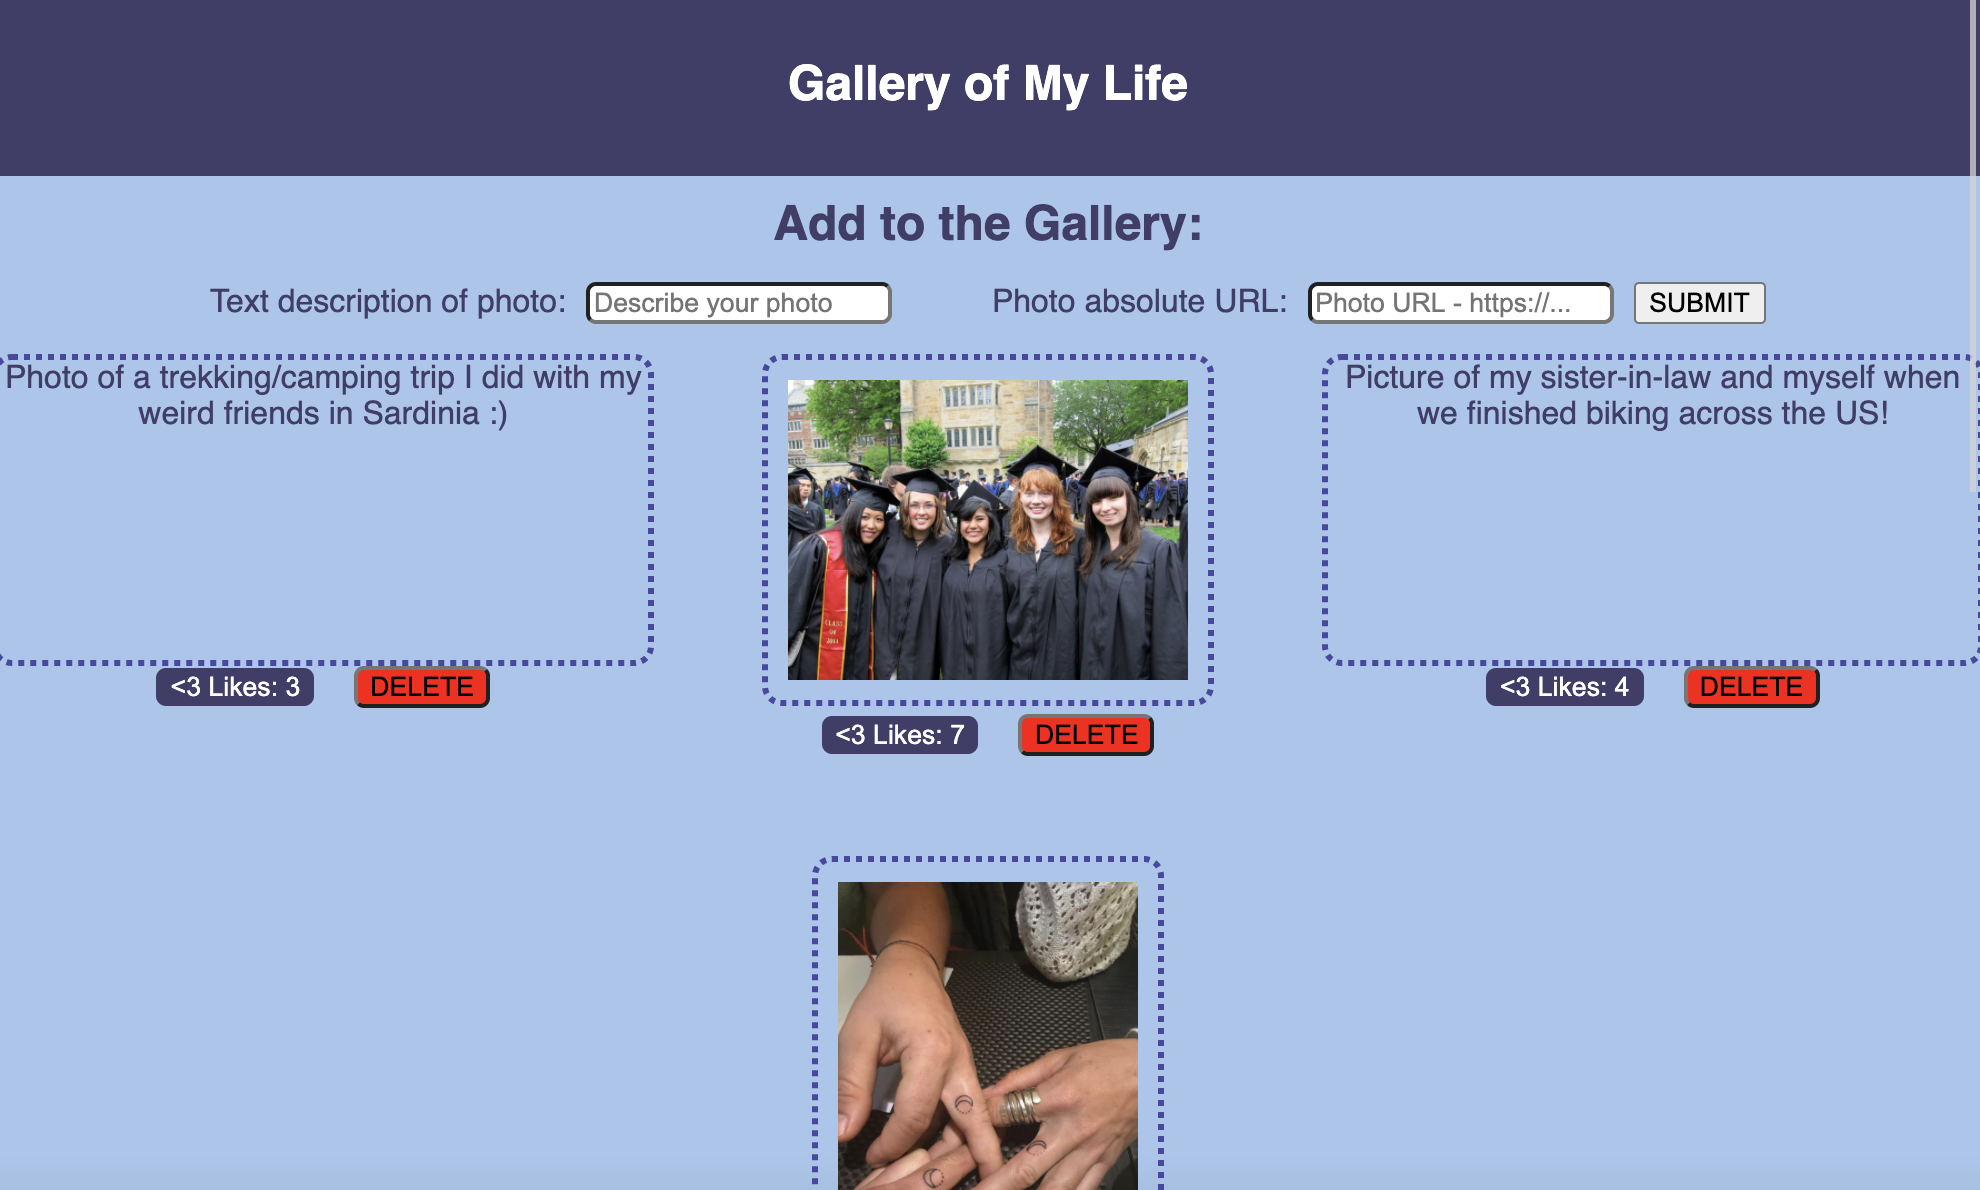 Gallery of My Life
Add to the Gallery:
Text description of photo: Describe your photo Photo absolute URL: Photo URL - https://... SUBMIT
Photo of a trekking/camping trip I did with my
weird friends in Sardinia :)
<3 Likes: 3 DELETE
CLASS
OF
2011
<3 Likes: 7 DELETE
Picture of my sister-in-law and myself when
we finished biking across the US!
<3 Likes: 4 DELETE